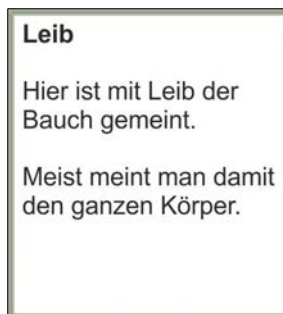 Leib
Hier ist mit Leib der
Bauch gemeint.
Meist meint man damit
den ganzen Körper.